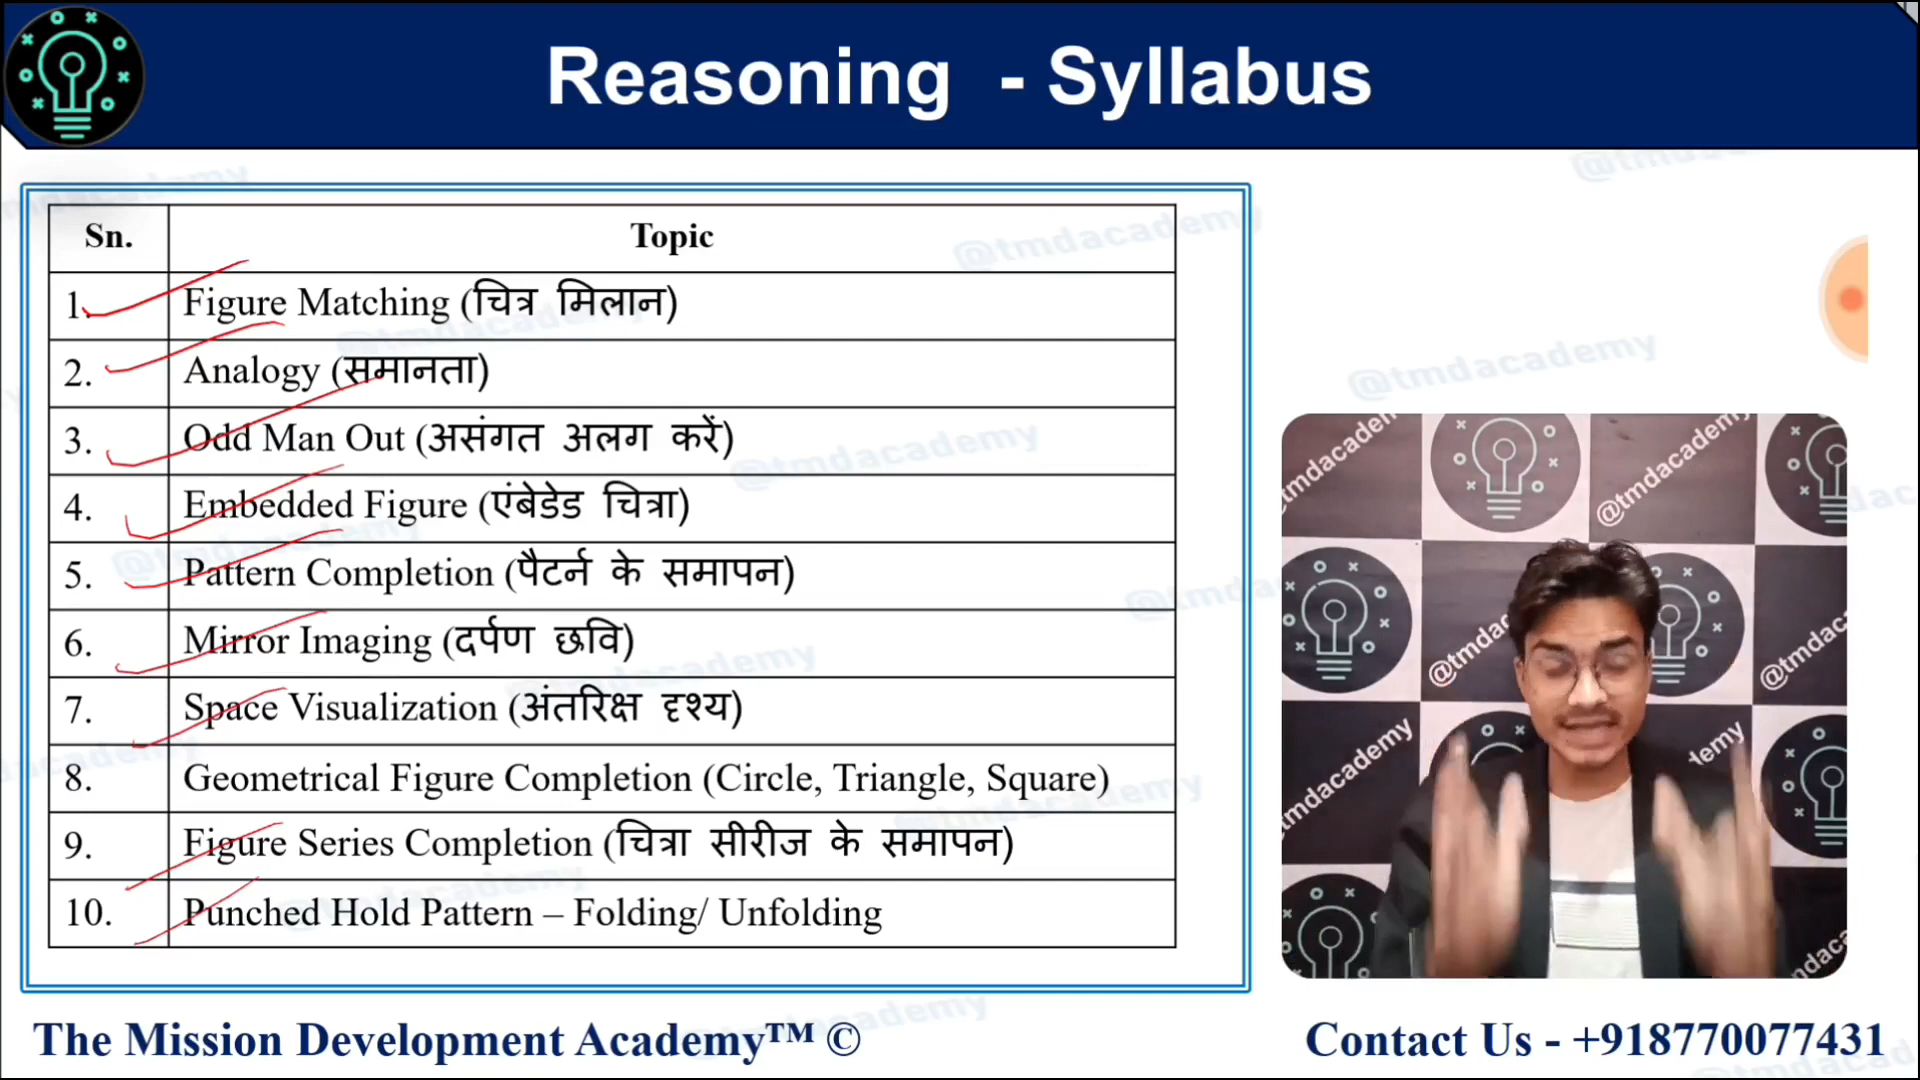 Reasoning - Syllabus
Sn. Topic
1. Figure Matching (चित्र मिलान)
2. Analogy (समानता)
3. Odd Man Out (असंगत अलग करें)
4. Embedded Figure (एंबेडेड चित्रा)
5. Pattern Completion (पैटर्न के समापन)
6. Mirror Imaging (दर्पण छवि)
7. Space Visualization (अंतरिक्ष दृश्य)
8. Geometrical Figure Completion (Circle, Triangle, Square)
9. Figure Series Completion (चित्रा सीरीज के समापन)
10. Punched Hold Pattern – Folding/ Unfolding
@tmdacademy
The Mission Development Academy™ ©
Contact Us - +918770077431